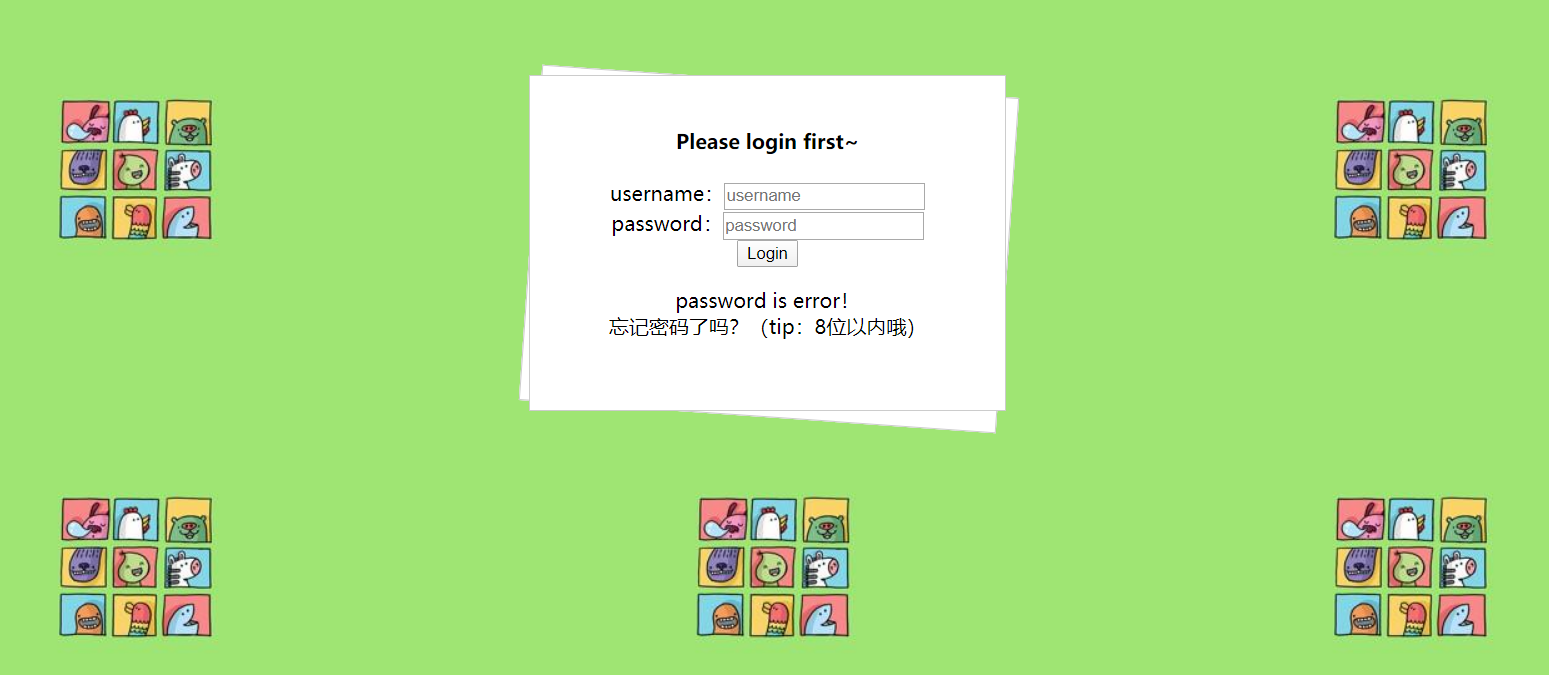 Please login first~
username：username
password：password
Login
password is error!
忘记密码了吗？（tip：8位以内哦）